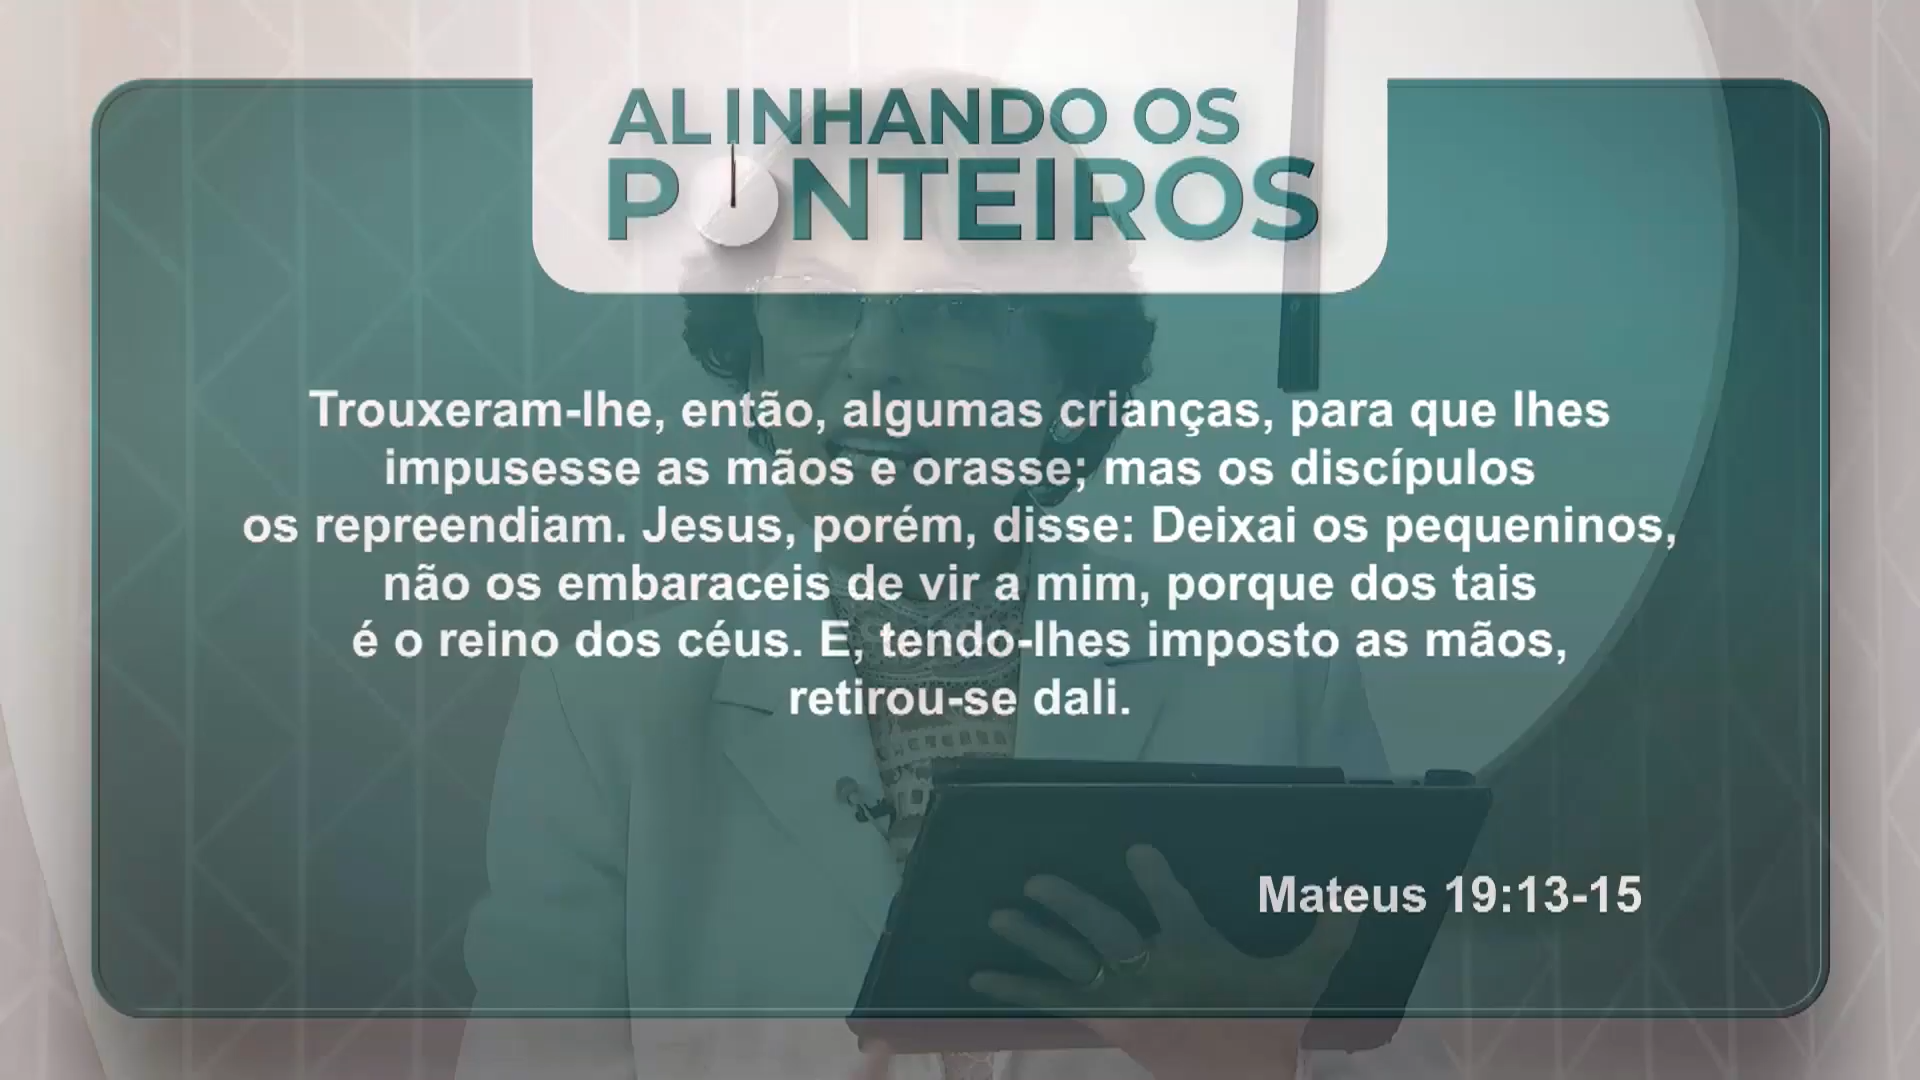 ALINHANDO OS
PONTEIROS
Trouxeram-lhe, então, algumas crianças, para que lhes
impusesse as mãos e orasse; mas os discípulos
os repreendiam. Jesus, porém, disse: Deixai os pequeninos,
não os embaraceis de vir a mim, porque dos tais
é o reino dos céus. E, tendo-lhes imposto as mãos,
retirou-se dali.
Mateus 19:13-15